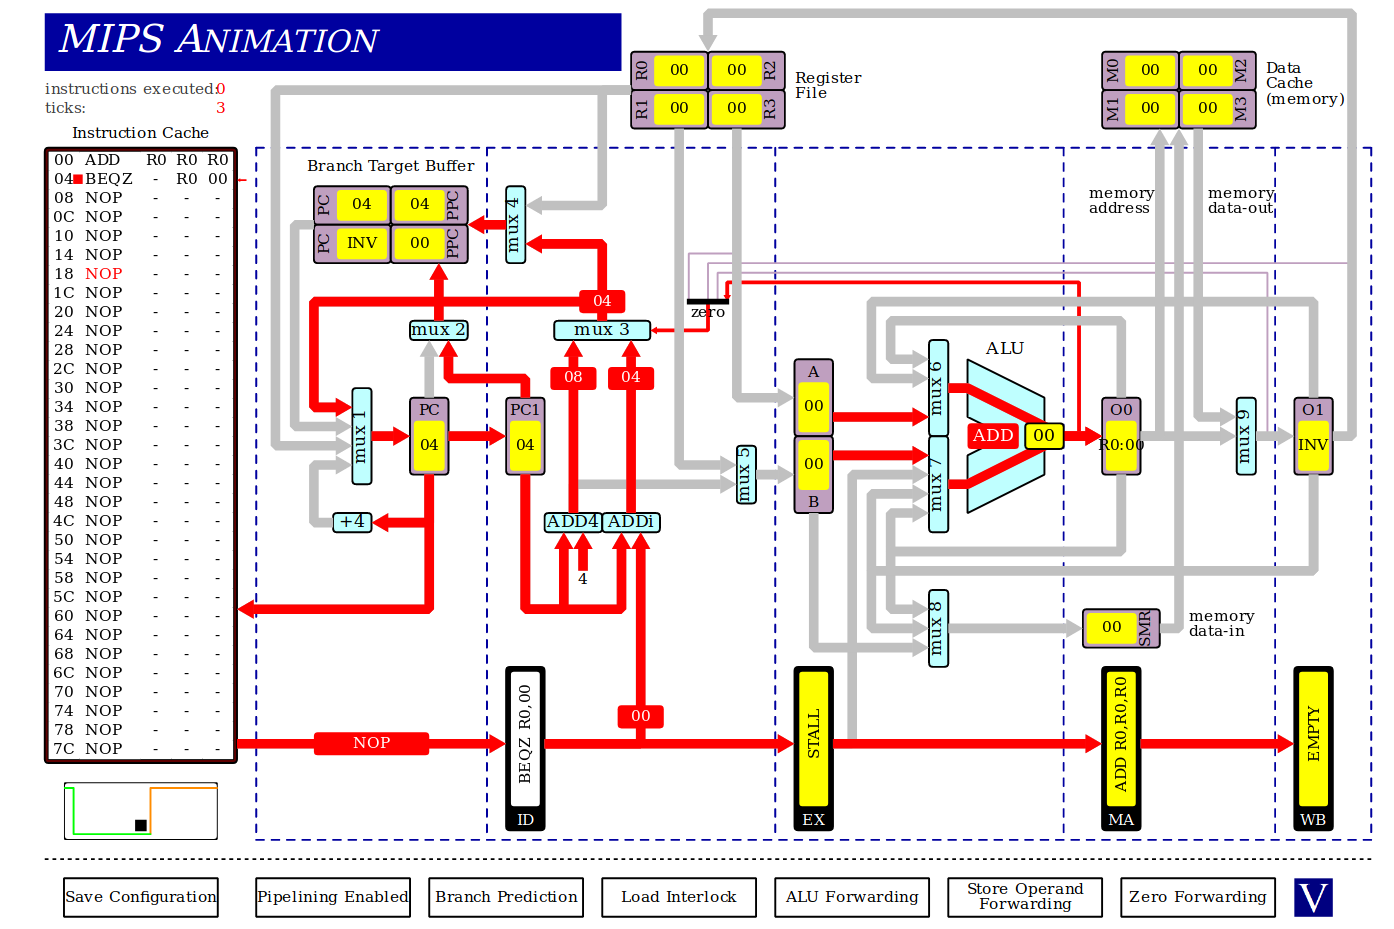 MIPS ANIMATION
instructions executed:0
ticks: 3
Instruction Cache
00 ADD R0 R0 R0
04 BEQZ - R0 00
08 NOP - - -
0C NOP - - -
10 NOP - - -
14 NOP - - -
18 NOP - - -
1C NOP - - -
20 NOP - - -
24 NOP - - -
28 NOP - - -
2C NOP - - -
30 NOP - - -
34 NOP - - -
38 NOP - - -
3C NOP - - -
40 NOP - - -
44 NOP - - -
48 NOP - - -
4C NOP - - -
50 NOP - - -
54 NOP - - -
58 NOP - - -
5C NOP - - -
60 NOP - - -
64 NOP - - -
68 NOP - - -
6C NOP - - -
70 NOP - - -
74 NOP - - -
78 NOP - - -
7C NOP - - -
R0 00 00 R2
R1 00 00 R3
Register
File
M0 00 00 M2
M1 00 00 M3
Data
Cache
(memory)
Branch Target Buffer
PC 04 04 PPC
PC INV 00 PPC
mux 4
memory
address
memory
data-out
04
zero
mux 2
mux 3
08
04
mux 1
PC
04
PC1
04
+4
ADD4
ADDi
4
mux 5
A
00
00
B
mux 6
mux 7
ALU
ADD
00
O0
R0:00
mux 9
O1
INV
mux 8
00 SMR
memory
data-in
00
NOP
BEQZ R0,00
ID
STALL
EX
ADD R0,R0,R0
MA
EMPTY
WB
Save Configuration
Pipelining Enabled
Branch Prediction
Load Interlock
ALU Forwarding
Store Operand
Forwarding
Zero Forwarding
V